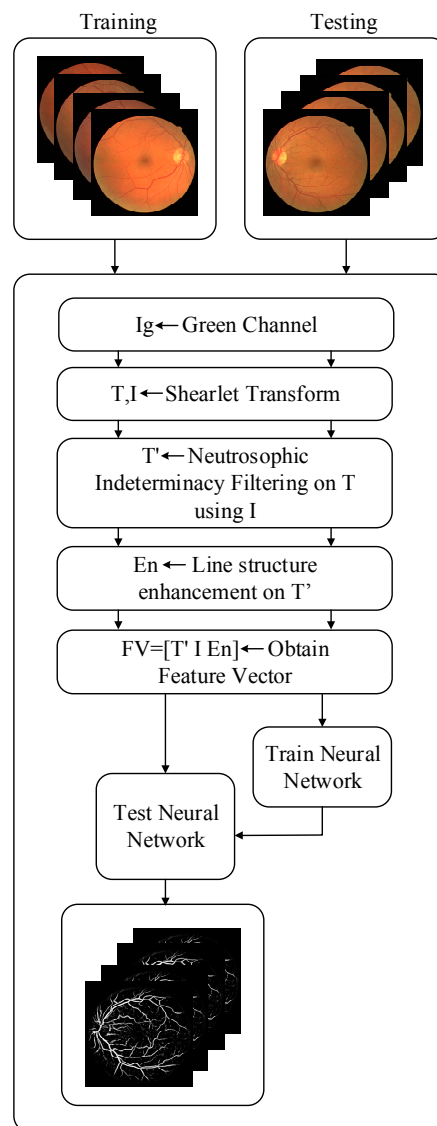 Training
Testing
Ig←Green Channel
T,I←Shearlet Transform
T'←Neutrosophic
Indeterminacy Filtering on T
using I
En← Line structure
enhancement on T’
FV=[T' I En]←Obtain
Feature Vector
Train Neural
Network
Test Neural
Network